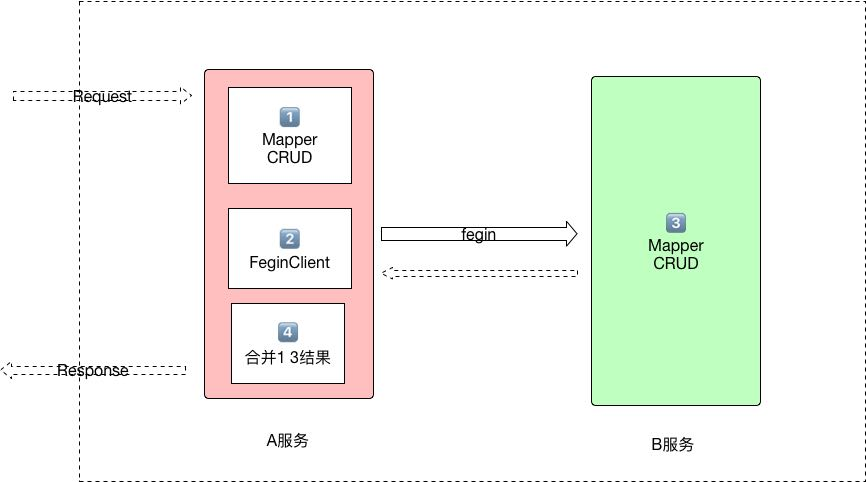 Request
1
Mapper
CRUD
2
FeginClient
fegin
3
Mapper
CRUD
4
合并1 3结果
Response
A服务
B服务